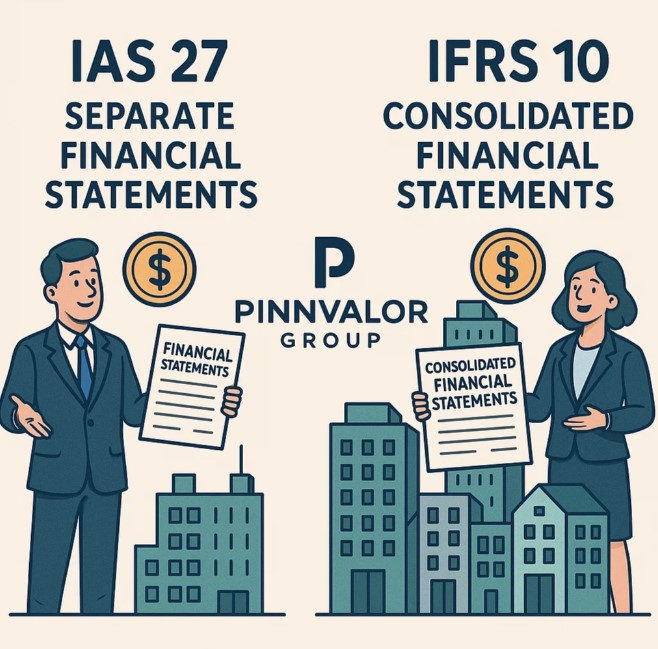 IAS 27
SEPARATE
FINANCIAL
STATEMENTS
IFRS 10
CONSOLIDATED
FINANCIAL
STATEMENTS
$
$
P
PINNVALOR
GROUP
FINANCIAL
STATEMENTS
CONSOLIDATED
FINANCIAL
STATEMENTS